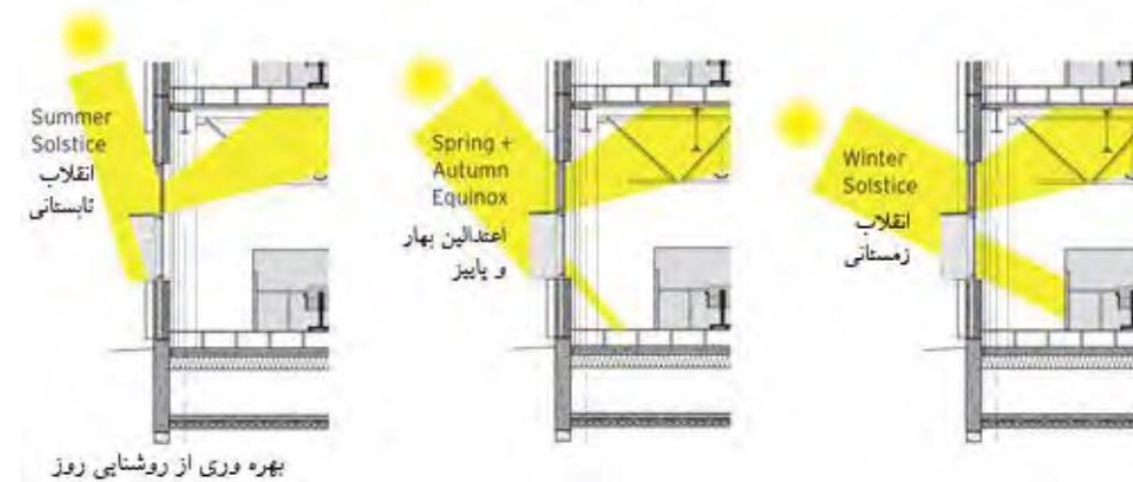 Summer
Solstice
انقلاب
تابستانی
Spring +
Autumn
Equinox
اعتدالین بهار
و پاییز
Winter
Solstice
انقلاب
زمستانی
بهره وری از روشنایی روز